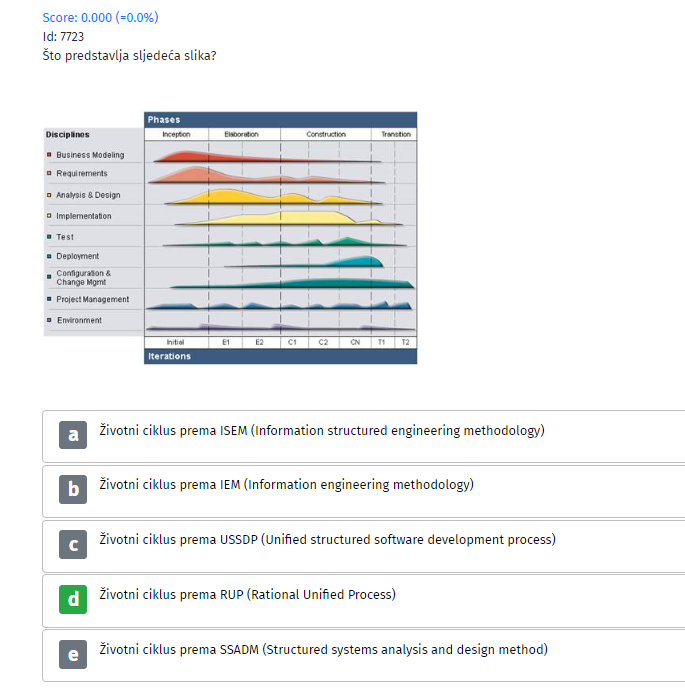 Score: 0.000 (=0.0%)
Id: 7723
Što predstavlja sljedeća slika?
Phases
Disciplines
Inception
Elaboration
Construction
Transition
Business Modeling
Requirements
Analysis & Design
Implementation
Test
Deployment
Configuration &
Change Mgmt
Project Management
Environment
Initial
E1
E2
C1
C2
CN
T1
T2
Iterations
a
Životni ciklus prema ISEM (Information structured engineering methodology)
b
Životni ciklus prema IEM (Information engineering methodology)
c
Životni ciklus prema USSDP (Unified structured software development process)
d
Životni ciklus prema RUP (Rational Unified Process)
e
Životni ciklus prema SSADM (Structured systems analysis and design method)